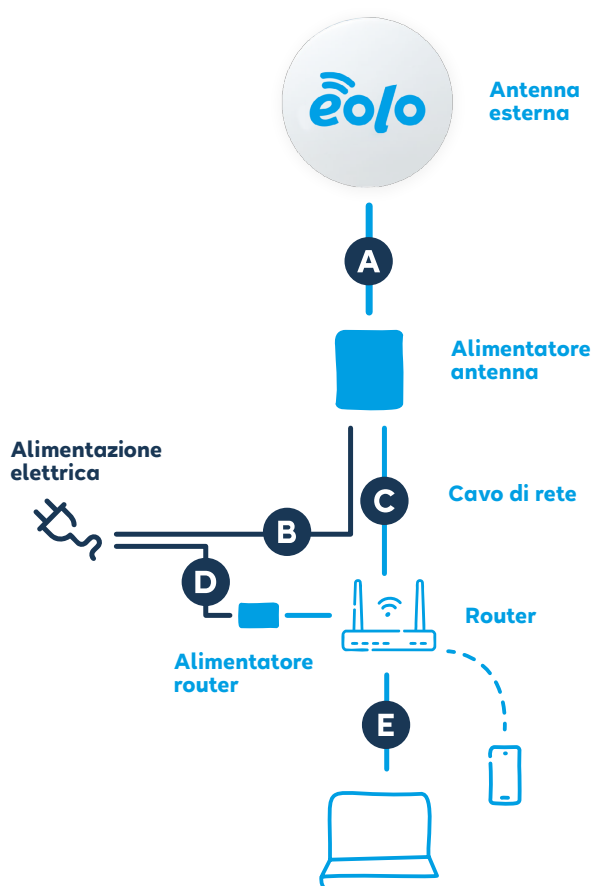 eolo
Antenna
esterna
A
Alimentatore
antenna
Alimentazione
elettrica
C
Cavo di rete
B
D
Router
Alimentatore
router
E